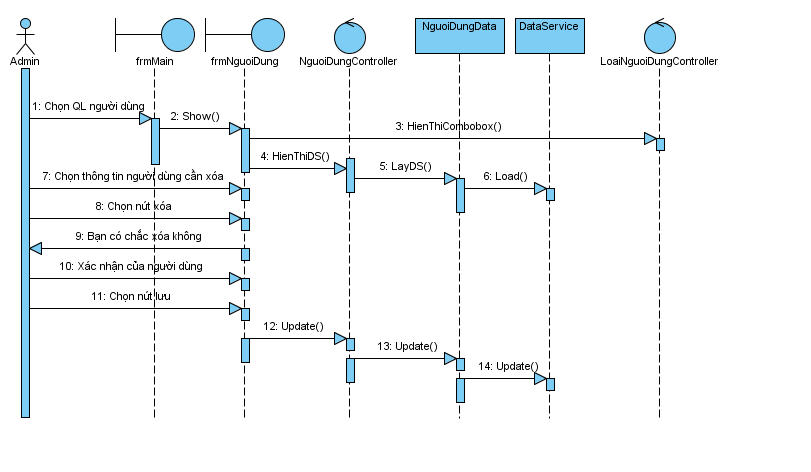 NguoiDungData
DataService
Admin
frmMain
frmNguoiDung
NguoiDungController
LoaiNguoiDungController
1: Chọn QL người dùng
2: Show()
3: HienThiCombobox()
4: HienThiDS()
5: LayDS()
6: Load()
7: Chọn thông tin người dùng cần xóa
8: Chọn nút xóa
9: Bạn có chắc xóa không
10: Xác nhận của người dùng
11: Chọn nút lưu
12: Update()
13: Update()
14: Update()